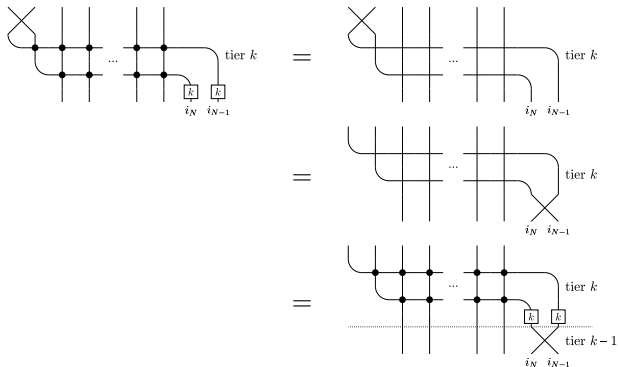 tier k
=
tier k
...
...
k
k
i_N
i_{N-1}
i_N
i_{N-1}
=
...
tier k
i_N
i_{N-1}
=
...
tier k
k
k
tier k-1
i_N
i_{N-1}